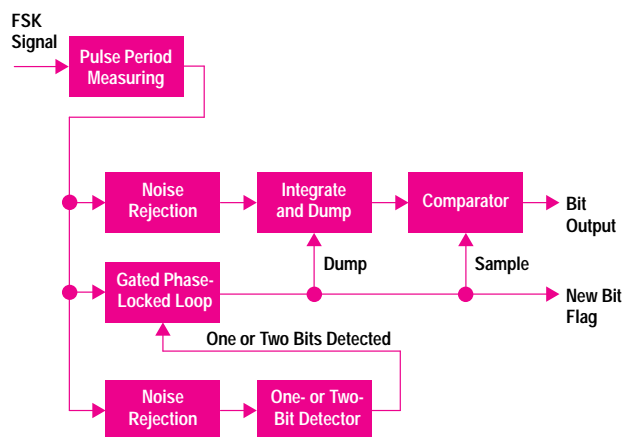 FSK
Signal
Pulse Period
Measuring
Noise
Rejection
Integrate
and Dump
Comparator
Bit
Output
Dump
Sample
Gated Phase-
Locked Loop
New Bit
Flag
One or Two Bits Detected
Noise
Rejection
One- or Two-
Bit Detector